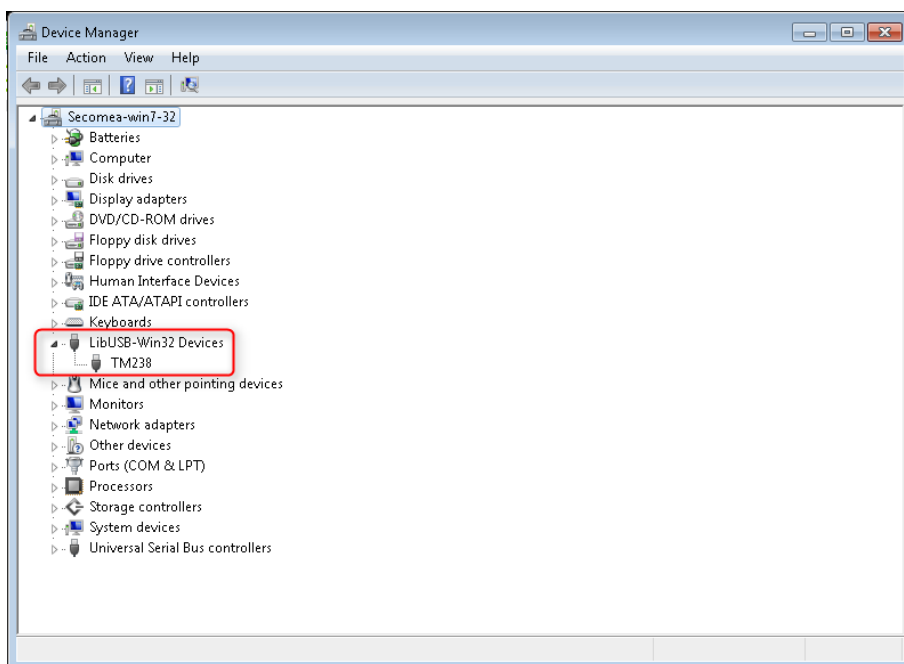 Device Manager
File Action View Help
Secomea-win7-32
Batteries
Computer
Disk drives
Display adapters
DVD/CD-ROM drives
Floppy disk drives
Floppy drive controllers
Human Interface Devices
IDE ATA/ATAPI controllers
Keyboards
LibUSB-Win32 Devices
TM238
Mice and other pointing devices
Monitors
Network adapters
Other devices
Ports (COM & LPT)
Processors
Storage controllers
System devices
Universal Serial Bus controllers